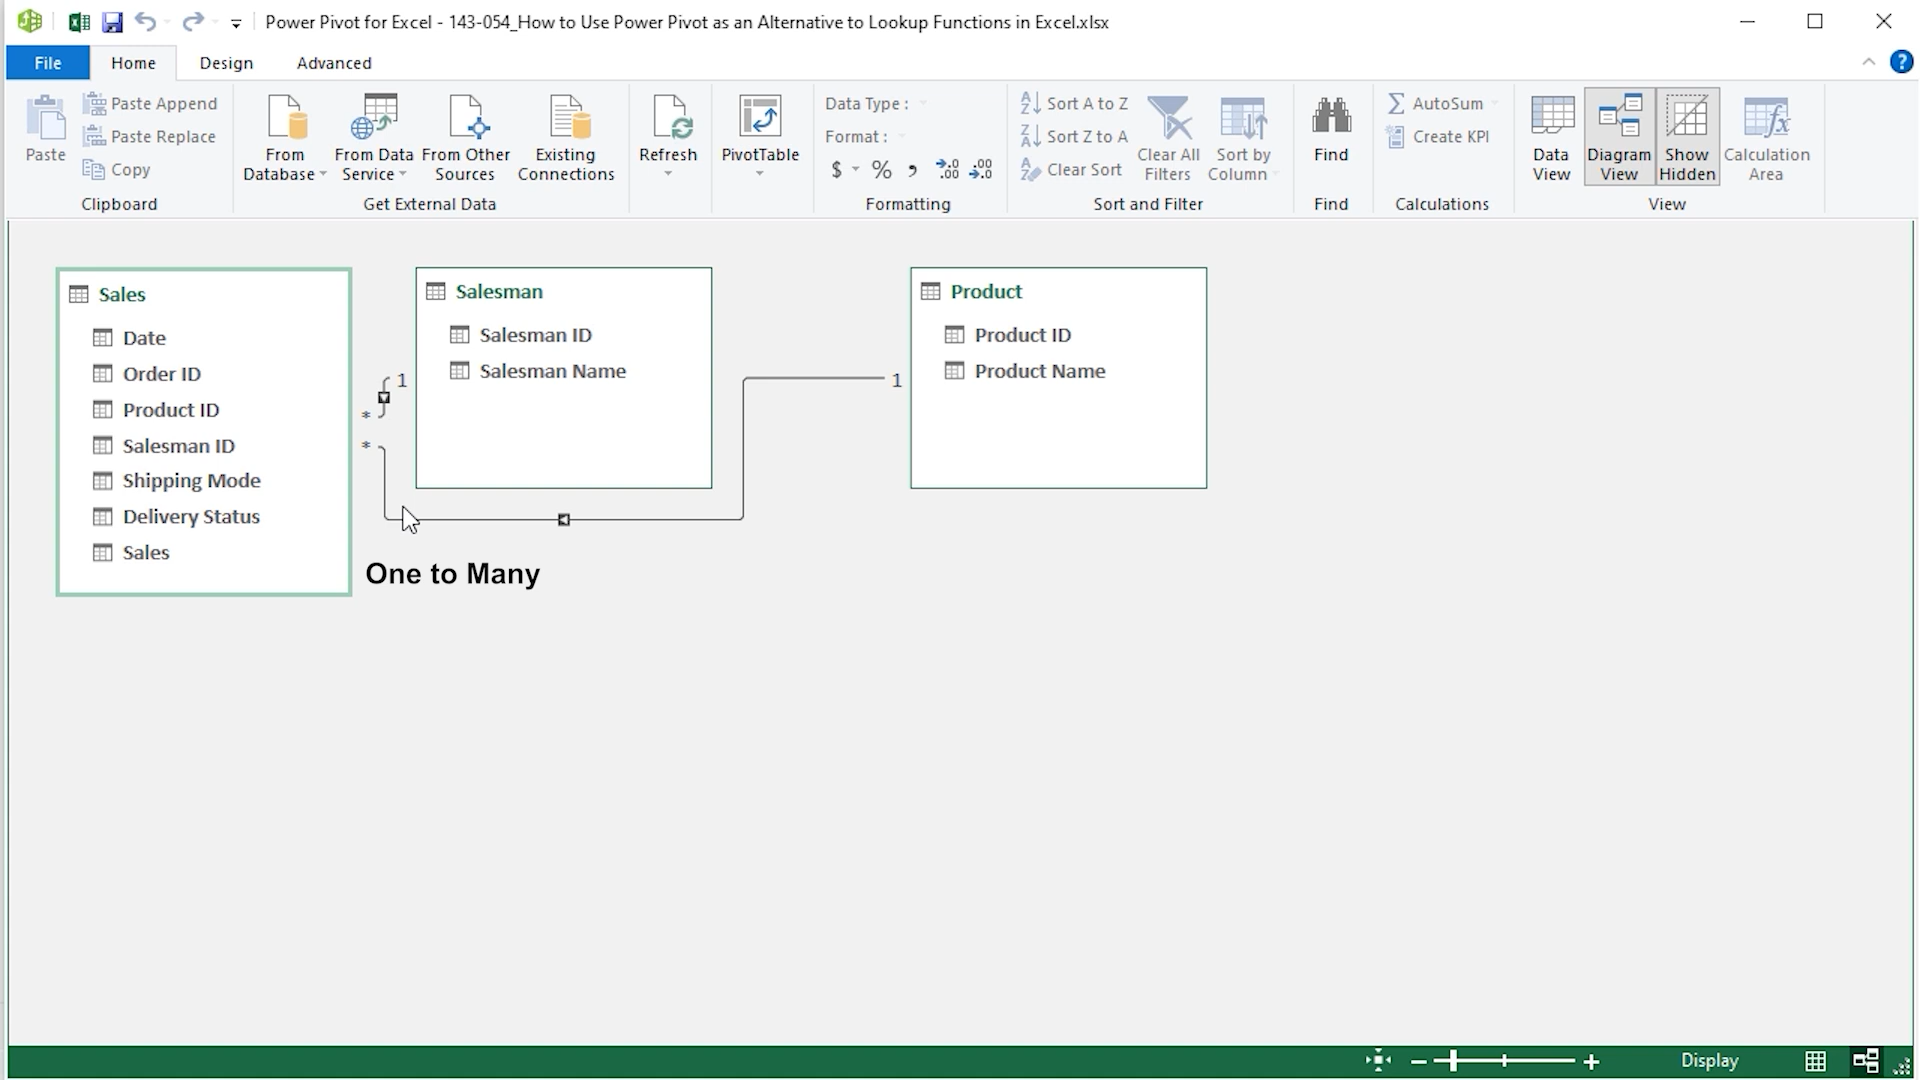 Power Pivot for Excel - 143-054_How to Use Power Pivot as an Alternative to Lookup Functions in Excel.xlsx
File Home Design Advanced
?
Paste
Paste Append
Paste Replace
Copy
Clipboard
From Database
From Data Service
From Other Sources
Existing Connections
Get External Data
Refresh
PivotTable
Data Type :
Format :
$ % , .0 .00 .00 .0
Formatting
Sort A to Z
Sort Z to A
Clear Sort
Clear All Filters
Sort by Column
Sort and Filter
Find
Find
AutoSum
Create KPI
Calculations
Data View
Diagram View
Show Hidden
Calculation Area
View
Sales
Date
Order ID
Product ID
Salesman ID
Shipping Mode
Delivery Status
Sales
1
*
*
Salesman
Salesman ID
Salesman Name
1
Product
Product ID
Product Name
One to Many
Display